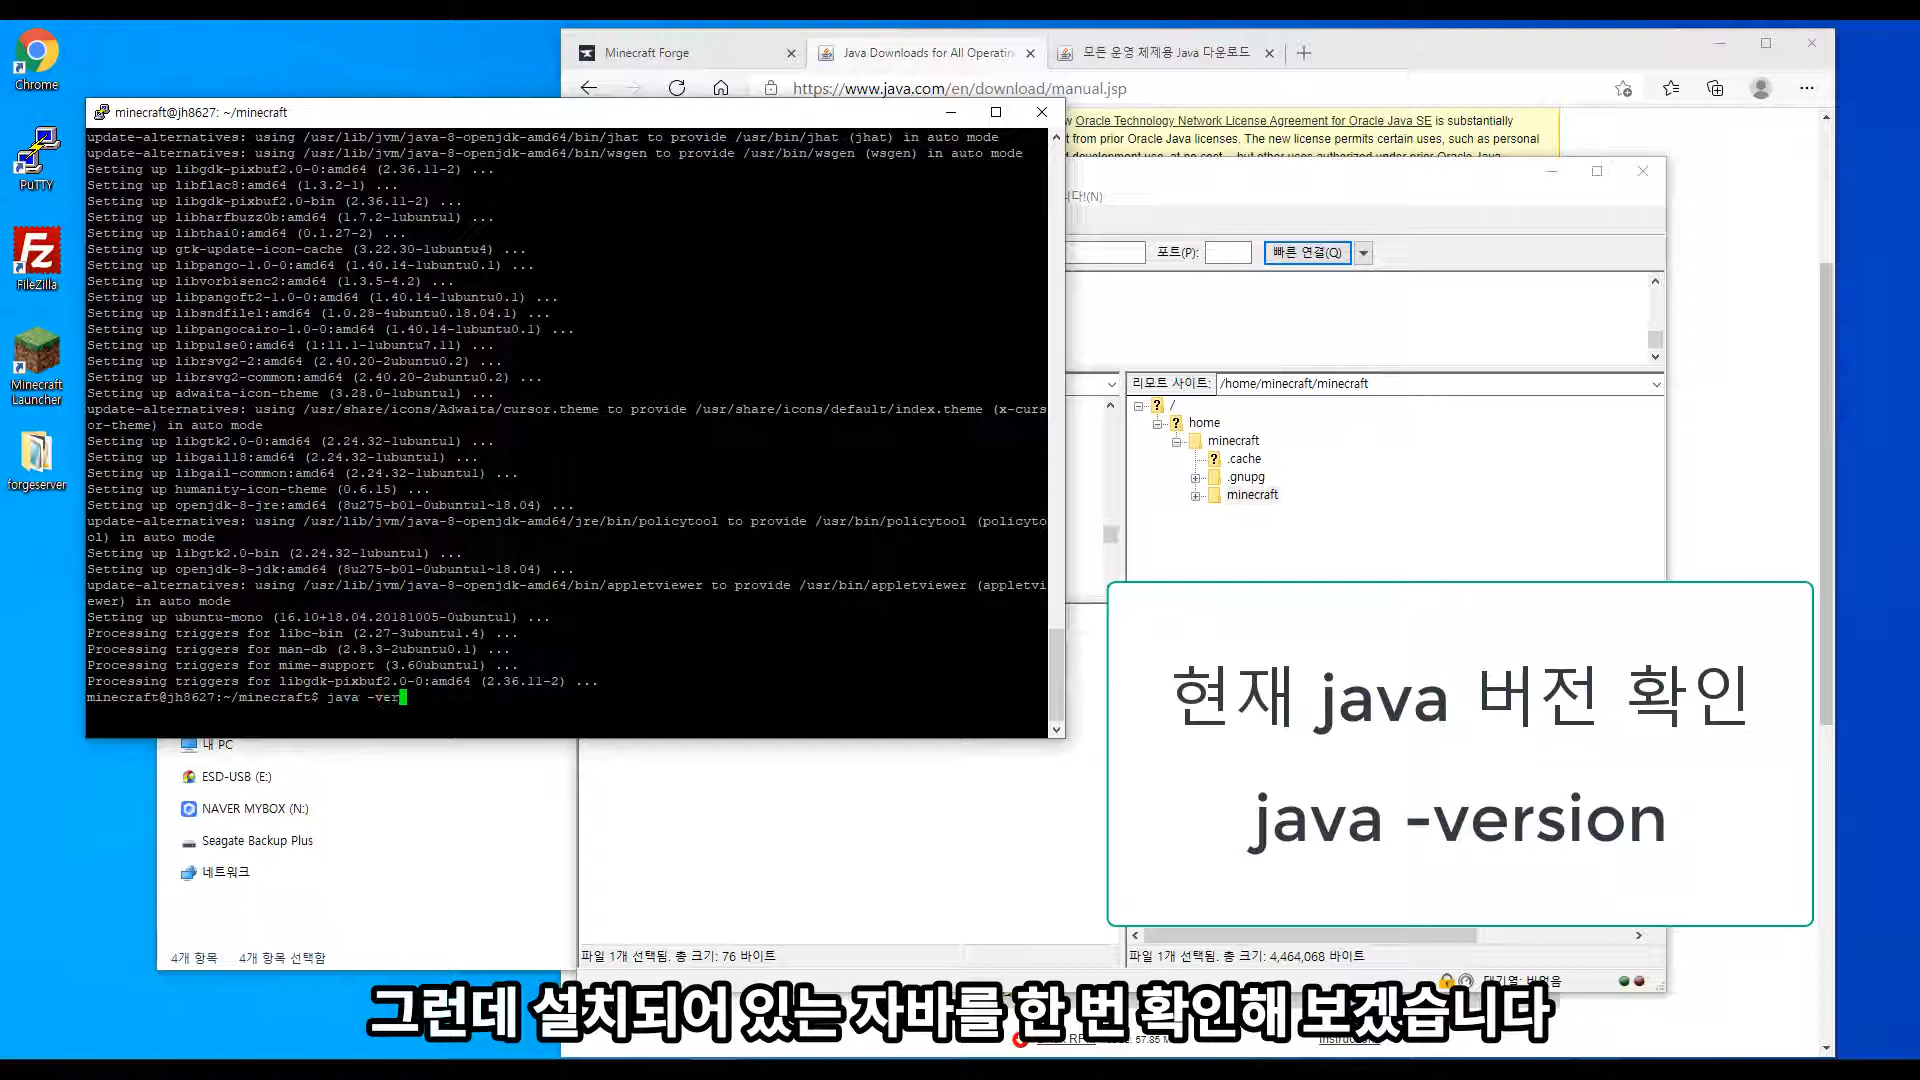 Chrome
PuTTY
FileZilla
Minecraft
Launcher
forgeserver
Minecraft Forge
Java Downloads for All Operatin
모든 운영 체제용 Java 다운로드
https://www.java.com/en/download/manual.jsp
w Oracle Technology Network License Agreement for Oracle Java SE is substantially
t from prior Oracle Java licenses. The new license permits certain uses, such as personal
minecraft@jh8627: ~/minecraft
update-alternatives: using /usr/lib/jvm/java-8-openjdk-amd64/bin/jhat to provide /usr/bin/jhat (jhat) in auto mode
update-alternatives: using /usr/lib/jvm/java-8-openjdk-amd64/bin/wsgen to provide /usr/bin/wsgen (wsgen) in auto mode
Setting up libgdk-pixbuf2.0-0:amd64 (2.36.11-2) ...
Setting up libflac8:amd64 (1.3.2-1) ...
Setting up libgdk-pixbuf2.0-bin (2.36.11-2) ...
Setting up libharfbuzz0b:amd64 (1.7.2-1ubuntu1) ...
Setting up libthai0:amd64 (0.1.27-2) ...
Setting up gtk-update-icon-cache (3.22.30-1ubuntu4) ...
Setting up libpango-1.0-0:amd64 (1.40.14-1ubuntu0.1) ...
Setting up libvorbisenc2:amd64 (1.3.5-4.2) ...
Setting up libpangoft2-1.0-0:amd64 (1.40.14-1ubuntu0.1) ...
Setting up libsndfile1:amd64 (1.0.28-4ubuntu0.18.04.1) ...
Setting up libpangocairo-1.0-0:amd64 (1.40.14-1ubuntu0.1) ...
Setting up libpulse0:amd64 (1:11.1-1ubuntu7.11) ...
Setting up librsvg2-2:amd64 (2.40.20-2ubuntu0.2) ...
Setting up librsvg2-common:amd64 (2.40.20-2ubuntu0.2) ...
Setting up adwaita-icon-theme (3.28.0-1ubuntu1) ...
update-alternatives: using /usr/share/icons/Adwaita/cursor.theme to provide /usr/share/icons/default/index.theme (x-curs
or-theme) in auto mode
Setting up libgtk2.0-0:amd64 (2.24.32-1ubuntu1) ...
Setting up libgail18:amd64 (2.24.32-1ubuntu1) ...
Setting up libgail-common:amd64 (2.24.32-1ubuntu1) ...
Setting up humanity-icon-theme (0.6.15) ...
Setting up openjdk-8-jre:amd64 (8u275-b01-0ubuntu1~18.04) ...
update-alternatives: using /usr/lib/jvm/java-8-openjdk-amd64/jre/bin/policytool to provide /usr/bin/policytool (policyto
ol) in auto mode
Setting up libgtk2.0-bin (2.24.32-1ubuntu1) ...
Setting up openjdk-8-jdk:amd64 (8u275-b01-0ubuntu1~18.04) ...
update-alternatives: using /usr/lib/jvm/java-8-openjdk-amd64/bin/appletviewer to provide /usr/bin/appletviewer (appletvi
ewer) in auto mode
Setting up ubuntu-mono (16.10+18.04.20181005-0ubuntu1) ...
Processing triggers for libc-bin (2.27-3ubuntu1.4) ...
Processing triggers for man-db (2.8.3-2ubuntu0.1) ...
Processing triggers for mime-support (3.60ubuntu1) ...
Processing triggers for libgdk-pixbuf2.0-0:amd64 (2.36.11-2) ...
minecraft@jh8627:~/minecraft$ java -ver
니다!(N)
포트(P):
빠른 연결(Q)
리모트 사이트: /home/minecraft/minecraft
/
home
minecraft
.cache
.gnupg
minecraft
현재 java 버전 확인
java -version
내 PC
ESD-USB (E:)
NAVER MYBOX (N:)
Seagate Backup Plus
네트워크
4개 항목 4개 항목 선택함
파일 1개 선택됨. 총 크기: 76 바이트
파일 1개 선택됨. 총 크기: 4,464,068 바이트
대기열: 비었음
그런데 설치되어 있는 자바를 한 번 확인해 보겠습니다